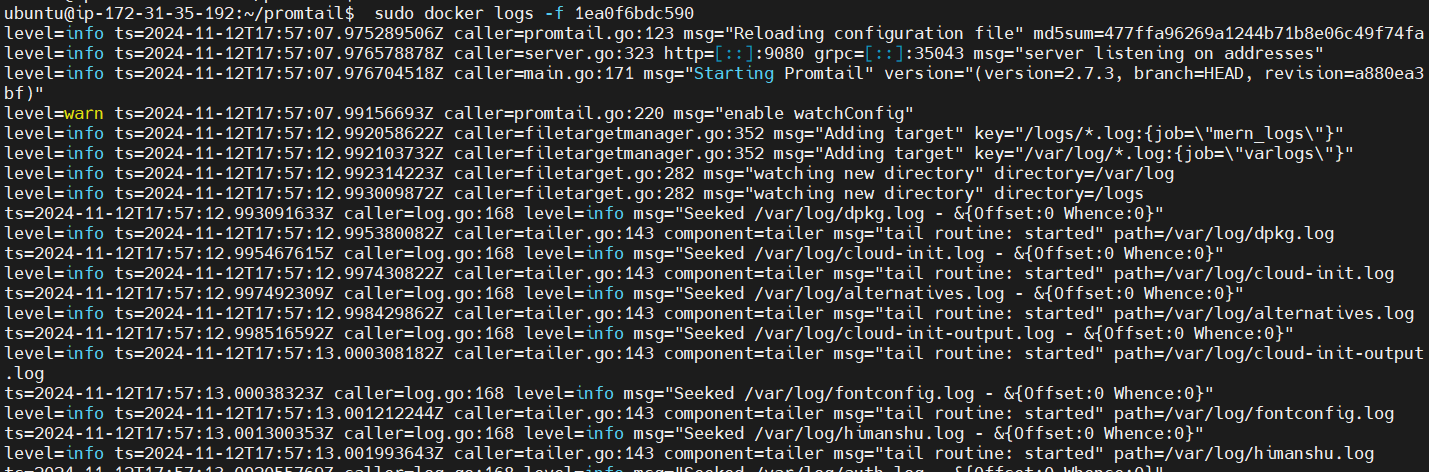 ubuntu@ip-172-31-35-192:~/promtail$  sudo docker logs -f 1ea0f6bdc590
level=info ts=2024-11-12T17:57:07.975289506Z caller=promtail.go:123 msg="Reloading configuration file" md5sum=477ffa96269a1244b71b8e06c49f74fa
level=info ts=2024-11-12T17:57:07.976578878Z caller=server.go:323 http=[::]:9080 grpc=[::]:35043 msg="server listening on addresses"
level=info ts=2024-11-12T17:57:07.976704518Z caller=main.go:171 msg="Starting Promtail" version="(version=2.7.3, branch=HEAD, revision=a880ea3
bf)"
level=warn ts=2024-11-12T17:57:07.99156693Z caller=promtail.go:220 msg="enable watchConfig"
level=info ts=2024-11-12T17:57:12.992058622Z caller=filetargetmanager.go:352 msg="Adding target" key="/logs/*.log:{job=\"mern_logs\"}"
level=info ts=2024-11-12T17:57:12.992103732Z caller=filetargetmanager.go:352 msg="Adding target" key="/var/log/*.log:{job=\"varlogs\"}"
level=info ts=2024-11-12T17:57:12.992314223Z caller=filetarget.go:282 msg="watching new directory" directory=/var/log
level=info ts=2024-11-12T17:57:12.993009872Z caller=filetarget.go:282 msg="watching new directory" directory=/logs
ts=2024-11-12T17:57:12.993091633Z caller=log.go:168 level=info msg="Seeked /var/log/dpkg.log - &{Offset:0 Whence:0}"
level=info ts=2024-11-12T17:57:12.995380082Z caller=tailer.go:143 component=tailer msg="tail routine: started" path=/var/log/dpkg.log
ts=2024-11-12T17:57:12.995467615Z caller=log.go:168 level=info msg="Seeked /var/log/cloud-init.log - &{Offset:0 Whence:0}"
level=info ts=2024-11-12T17:57:12.997430822Z caller=tailer.go:143 component=tailer msg="tail routine: started" path=/var/log/cloud-init.log
ts=2024-11-12T17:57:12.997492309Z caller=log.go:168 level=info msg="Seeked /var/log/alternatives.log - &{Offset:0 Whence:0}"
level=info ts=2024-11-12T17:57:12.998429862Z caller=tailer.go:143 component=tailer msg="tail routine: started" path=/var/log/alternatives.log
ts=2024-11-12T17:57:12.998516592Z caller=log.go:168 level=info msg="Seeked /var/log/cloud-init-output.log - &{Offset:0 Whence:0}"
level=info ts=2024-11-12T17:57:13.000308182Z caller=tailer.go:143 component=tailer msg="tail routine: started" path=/var/log/cloud-init-output
.log
ts=2024-11-12T17:57:13.00038323Z caller=log.go:168 level=info msg="Seeked /var/log/fontconfig.log - &{Offset:0 Whence:0}"
level=info ts=2024-11-12T17:57:13.001212244Z caller=tailer.go:143 component=tailer msg="tail routine: started" path=/var/log/fontconfig.log
ts=2024-11-12T17:57:13.001300353Z caller=log.go:168 level=info msg="Seeked /var/log/himanshu.log - &{Offset:0 Whence:0}"
level=info ts=2024-11-12T17:57:13.001993643Z caller=tailer.go:143 component=tailer msg="tail routine: started" path=/var/log/himanshu.log
caller=log.go:168 level=info msg="Seeked /var/log/auth.log - &{Offset:0 Whence:0}"